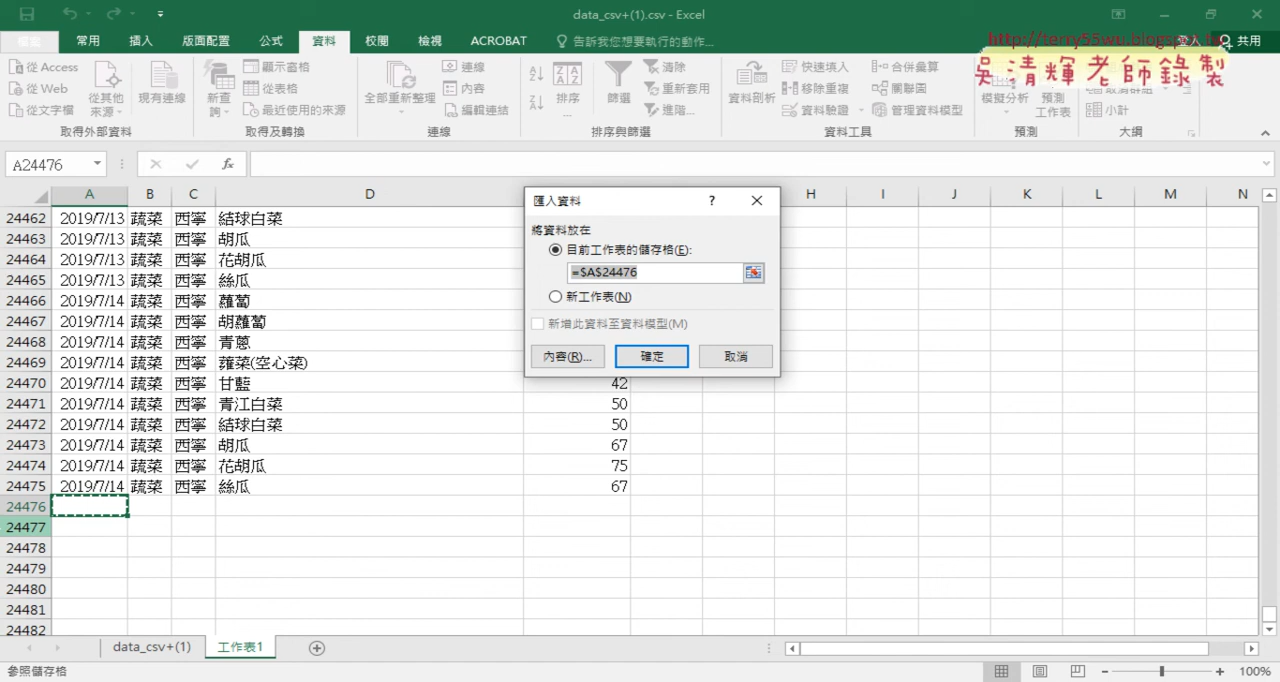 data_csv+(1).csv - Excel
http://terry55wu.blogspot.tw
吳清輝老師錄製
常用 插入 版面配置 公式 資料 校閱 檢視 ACROBAT 告訴我您想要執行的動作... 登入 共用
從 Access
從 Web
從文字檔
從其他來源
現有連線
取得外部資料
新查詢
顯示窗格
從表格
最近使用的來源
取得及轉換
全部重新整理
連線
內容
編輯連結
連線
排序...
篩選
清除
重新套用
進階...
排序與篩選
資料剖析
快速填入
移除重複
資料驗證
合併彙算
關聯圖
管理資料模型
資料工具
模擬分析
預測工作表
預測
取消群組
小計
大綱
A24476 fx
A B C D H I J K L M N
24462 2019/7/13 蔬菜 西寧 結球白菜
24463 2019/7/13 蔬菜 西寧 胡瓜
24464 2019/7/13 蔬菜 西寧 花胡瓜
24465 2019/7/13 蔬菜 西寧 絲瓜
24466 2019/7/14 蔬菜 西寧 蘿蔔
24467 2019/7/14 蔬菜 西寧 胡蘿蔔
24468 2019/7/14 蔬菜 西寧 青蔥
24469 2019/7/14 蔬菜 西寧 蕹菜(空心菜)
24470 2019/7/14 蔬菜 西寧 甘藍 42
24471 2019/7/14 蔬菜 西寧 青江白菜 50
24472 2019/7/14 蔬菜 西寧 結球白菜 50
24473 2019/7/14 蔬菜 西寧 胡瓜 67
24474 2019/7/14 蔬菜 西寧 花胡瓜 75
24475 2019/7/14 蔬菜 西寧 絲瓜 67
24476
24477
24478
24479
24480
24481
24482
匯入資料 ?
將資料放在
目前工作表的儲存格(E):
=$A$24476
新工作表(N)
新增此資料至資料模型(M)
內容(R)... 確定 取消
data_csv+(1) 工作表1
參照儲存格 100%